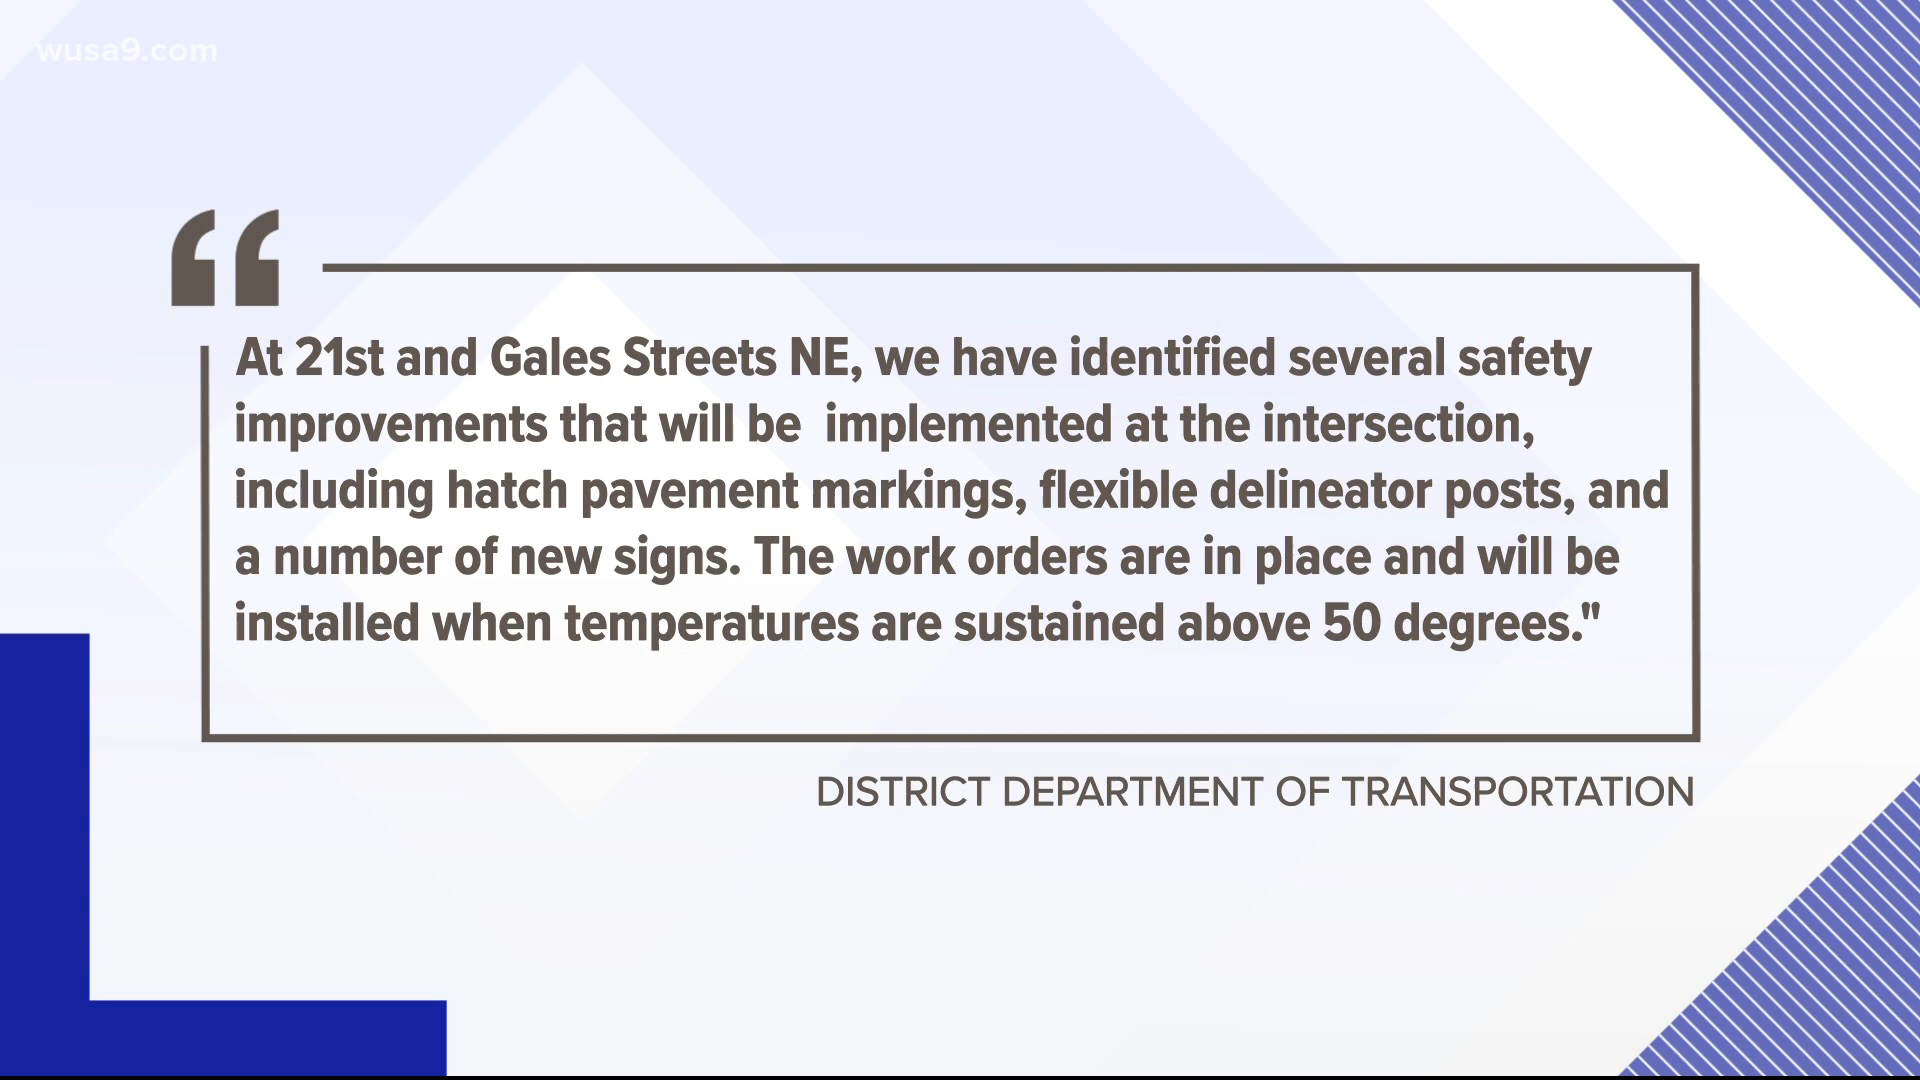 wusa9.com
“
At 21st and Gales Streets NE, we have identified several safety
improvements that will be  implemented at the intersection,
including hatch pavement markings, flexible delineator posts, and
a number of new signs. The work orders are in place and will be
installed when temperatures are sustained above 50 degrees."
DISTRICT DEPARTMENT OF TRANSPORTATION